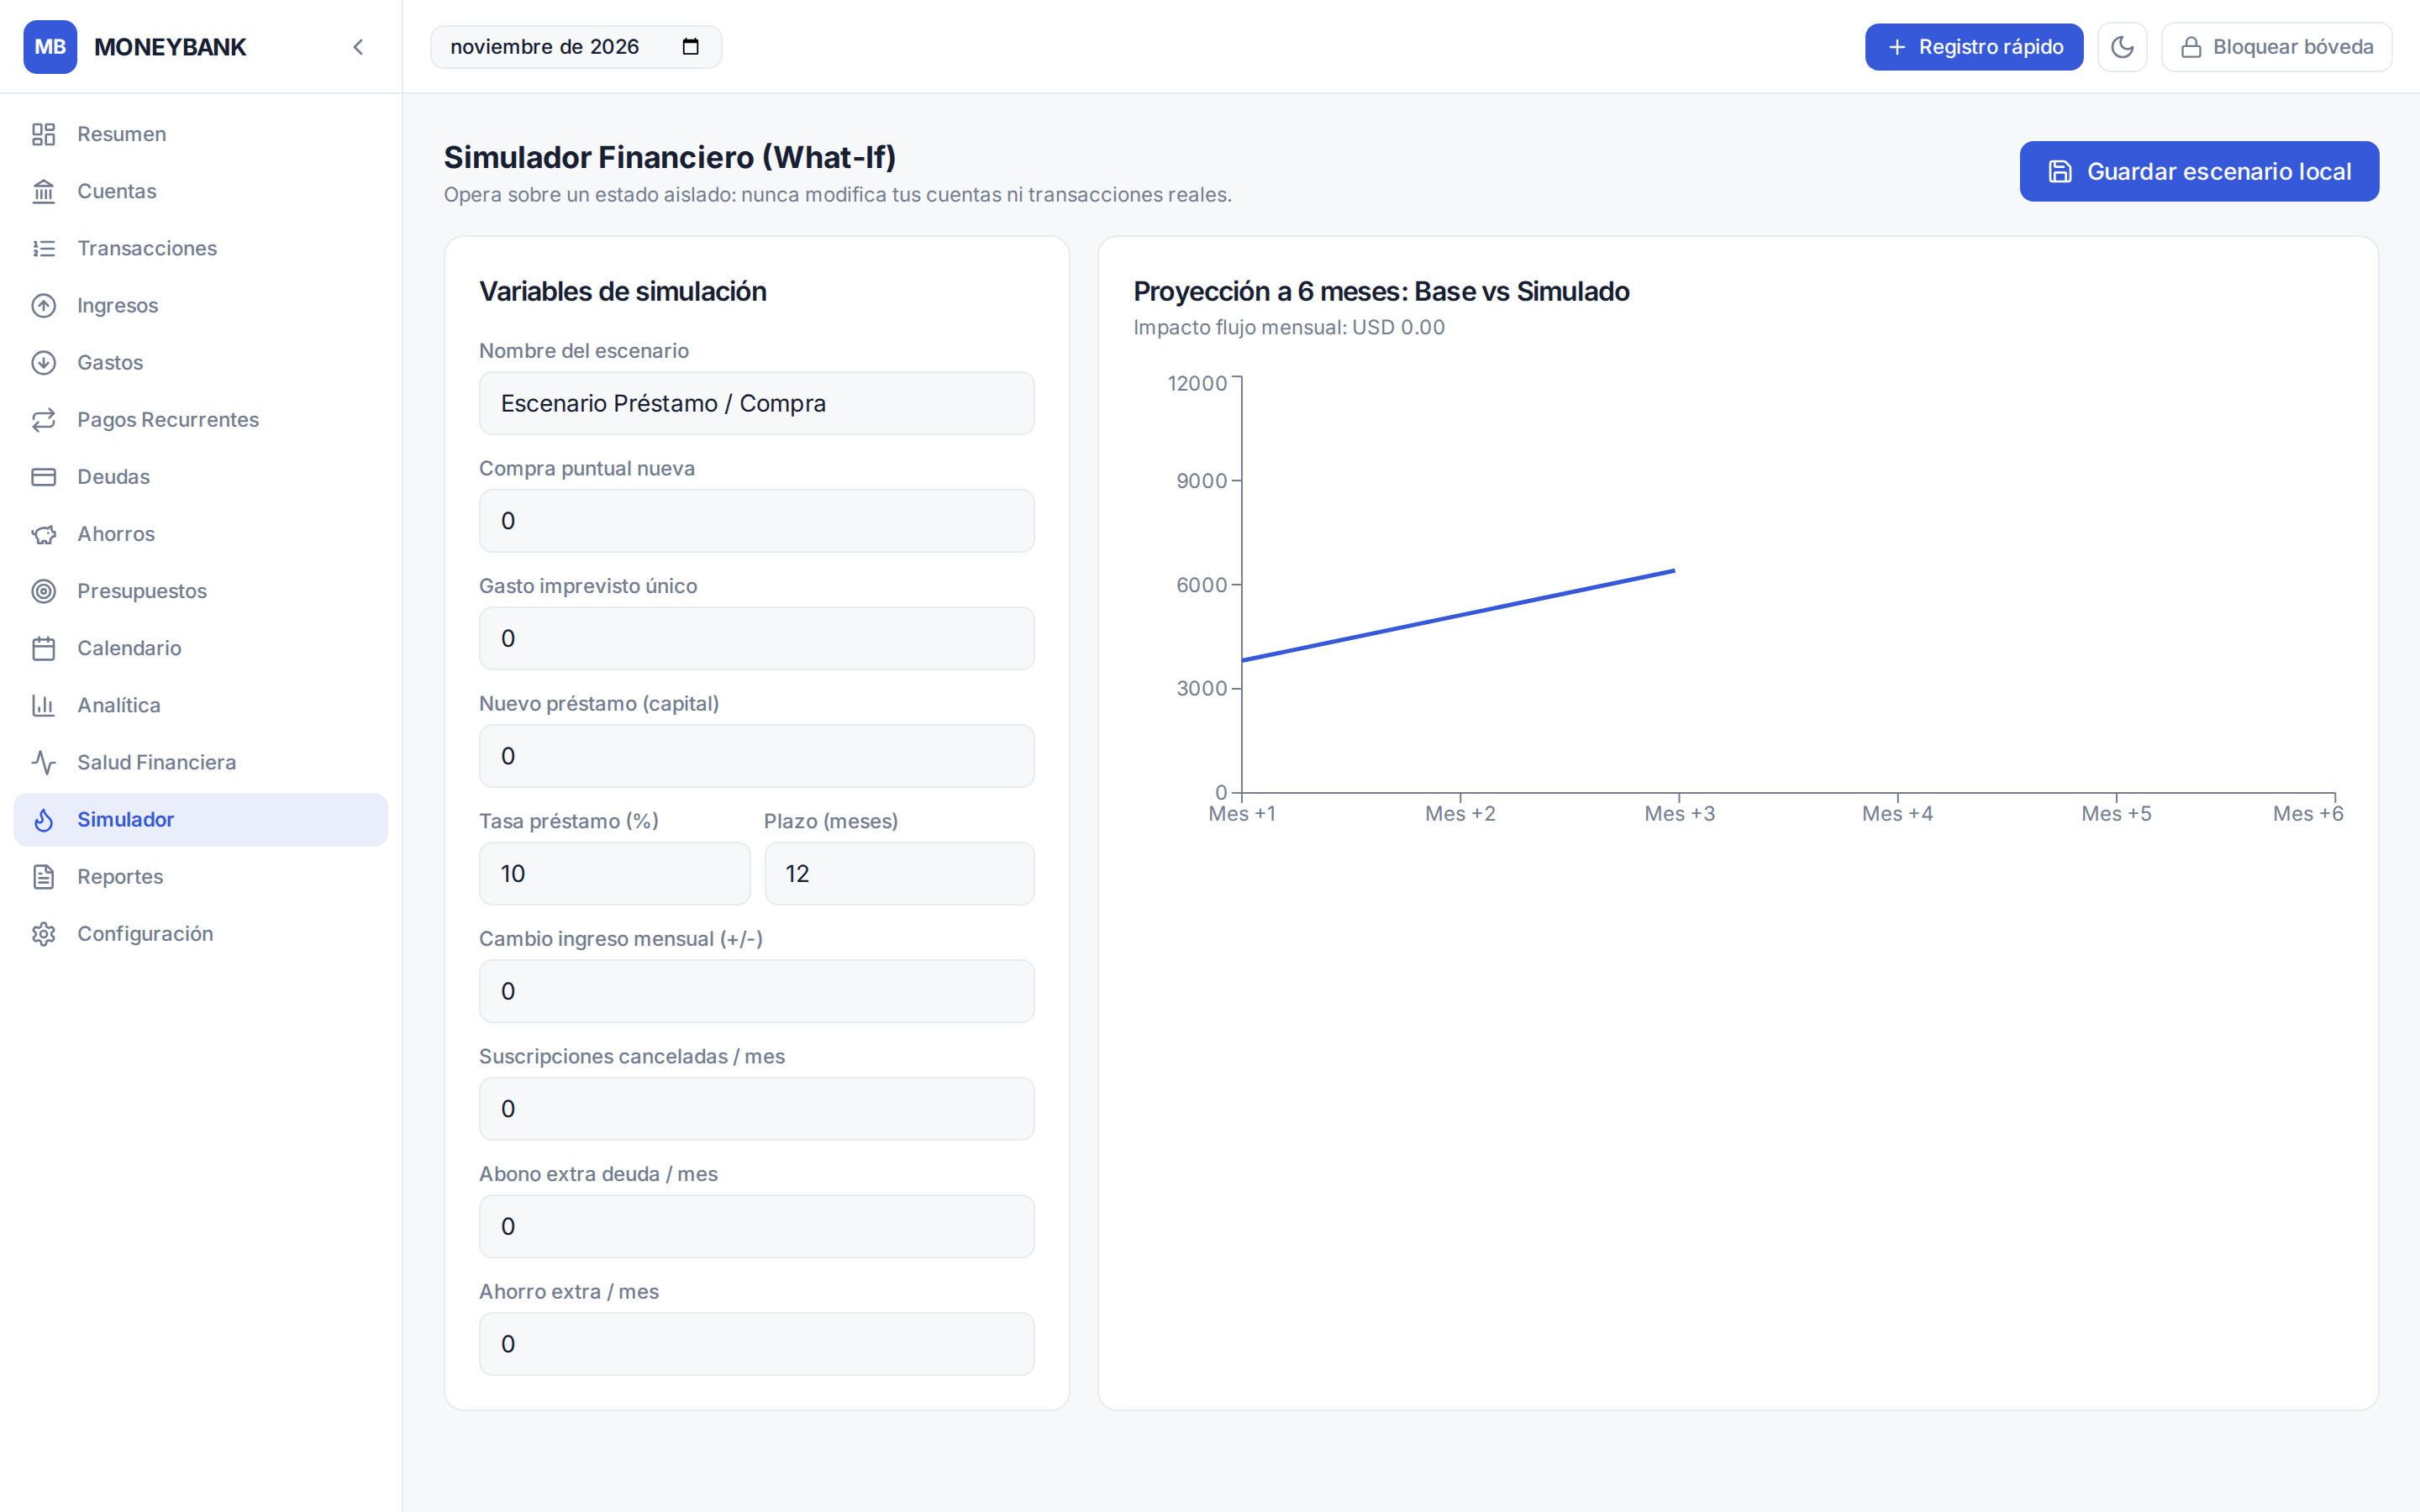 MB MONEYBANK
noviembre de 2026
Registro rápido
Bloquear bóveda
Resumen
Cuentas
Transacciones
Ingresos
Gastos
Pagos Recurrentes
Deudas
Ahorros
Presupuestos
Calendario
Analítica
Salud Financiera
Simulador
Reportes
Configuración
Simulador Financiero (What-If)
Opera sobre un estado aislado: nunca modifica tus cuentas ni transacciones reales.
Guardar escenario local
Variables de simulación
Nombre del escenario
Escenario Préstamo / Compra
Compra puntual nueva
0
Gasto imprevisto único
0
Nuevo préstamo (capital)
0
Tasa préstamo (%) Plazo (meses)
10 12
Cambio ingreso mensual (+/-)
0
Suscripciones canceladas / mes
0
Abono extra deuda / mes
0
Ahorro extra / mes
0
Proyección a 6 meses: Base vs Simulado
Impacto flujo mensual: USD 0.00
12000
9000
6000
3000
0
Mes +1 Mes +2 Mes +3 Mes +4 Mes +5 Mes +6